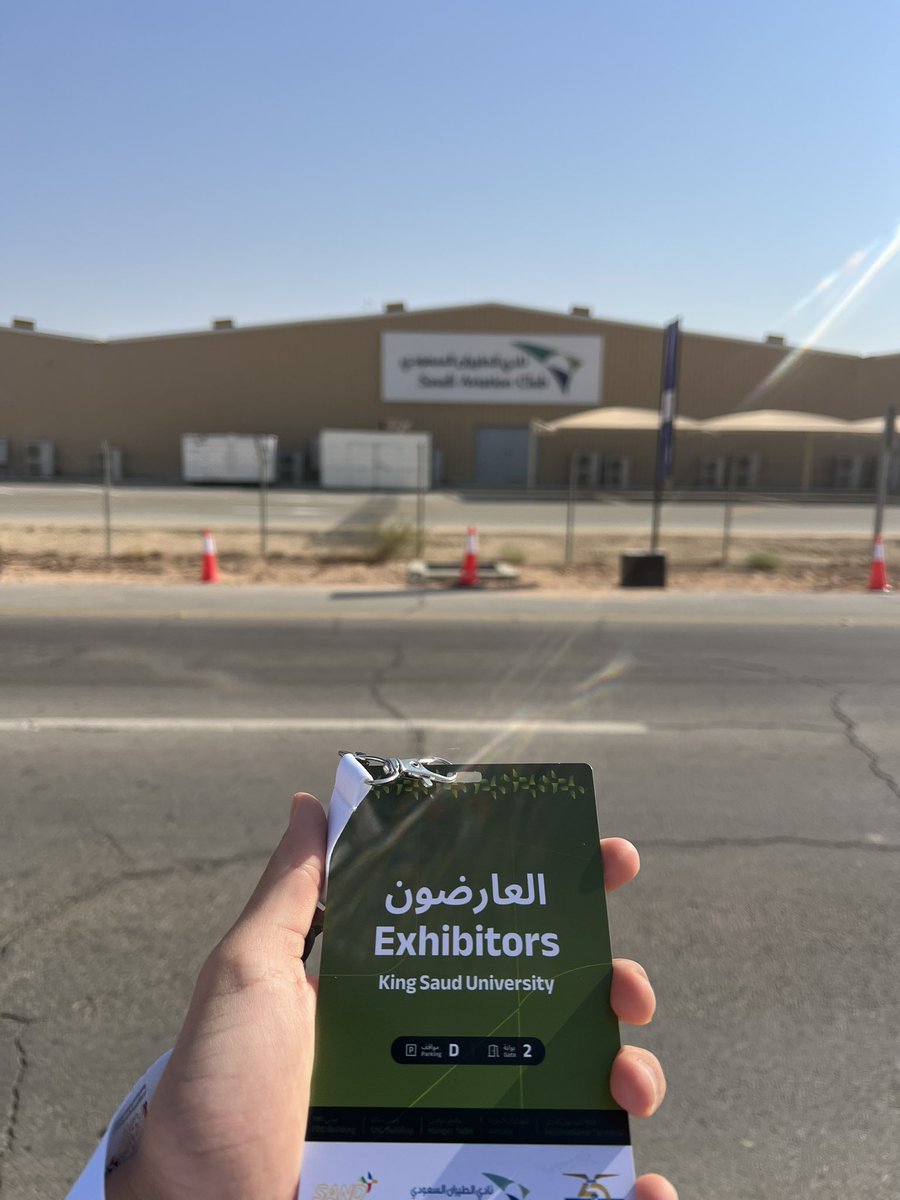 نادي الطيران السعودي
Saudi Aviation Club
العارضون
Exhibitors
King Saud University
مواقف
Parking
D
بوابة
Gate
2
SAND
نادي الطيران السعودي